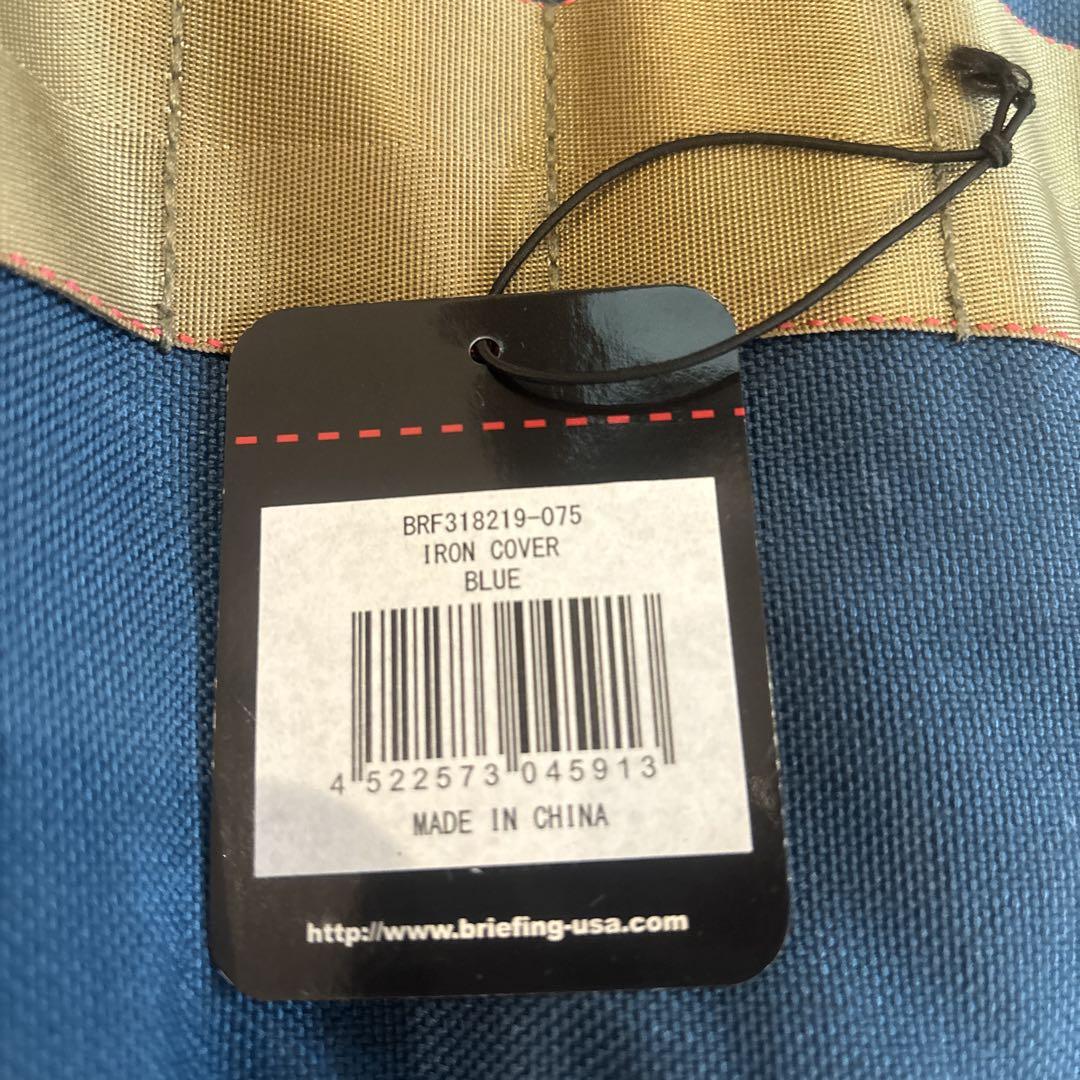 BRF318219-075
IRON COVER
BLUE
4 522573 045913
MADE IN CHINA
http://www.briefing-usa.com